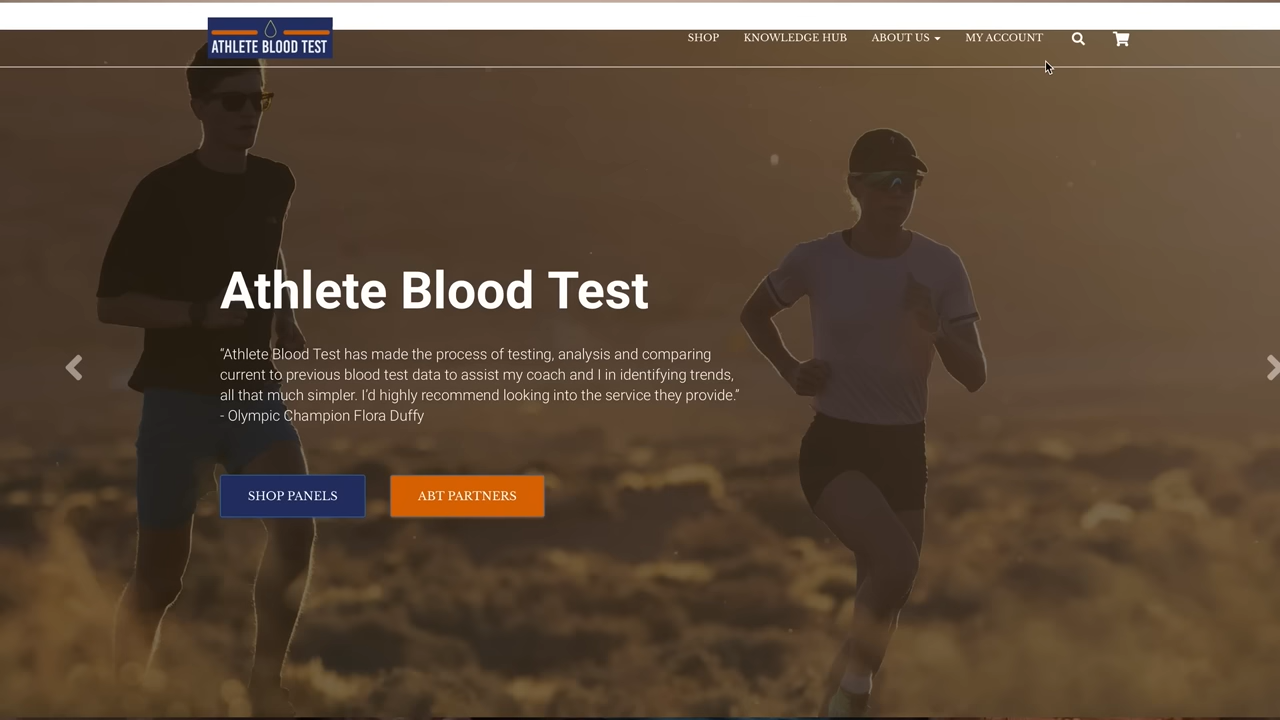 ATHLETE BLOOD TEST
SHOP KNOWLEDGE HUB ABOUT US MY ACCOUNT
Athlete Blood Test
“Athlete Blood Test has made the process of testing, analysis and comparing
current to previous blood test data to assist my coach and I in identifying trends,
all that much simpler. I’d highly recommend looking into the service they provide.”
- Olympic Champion Flora Duffy
SHOP PANELS ABT PARTNERS